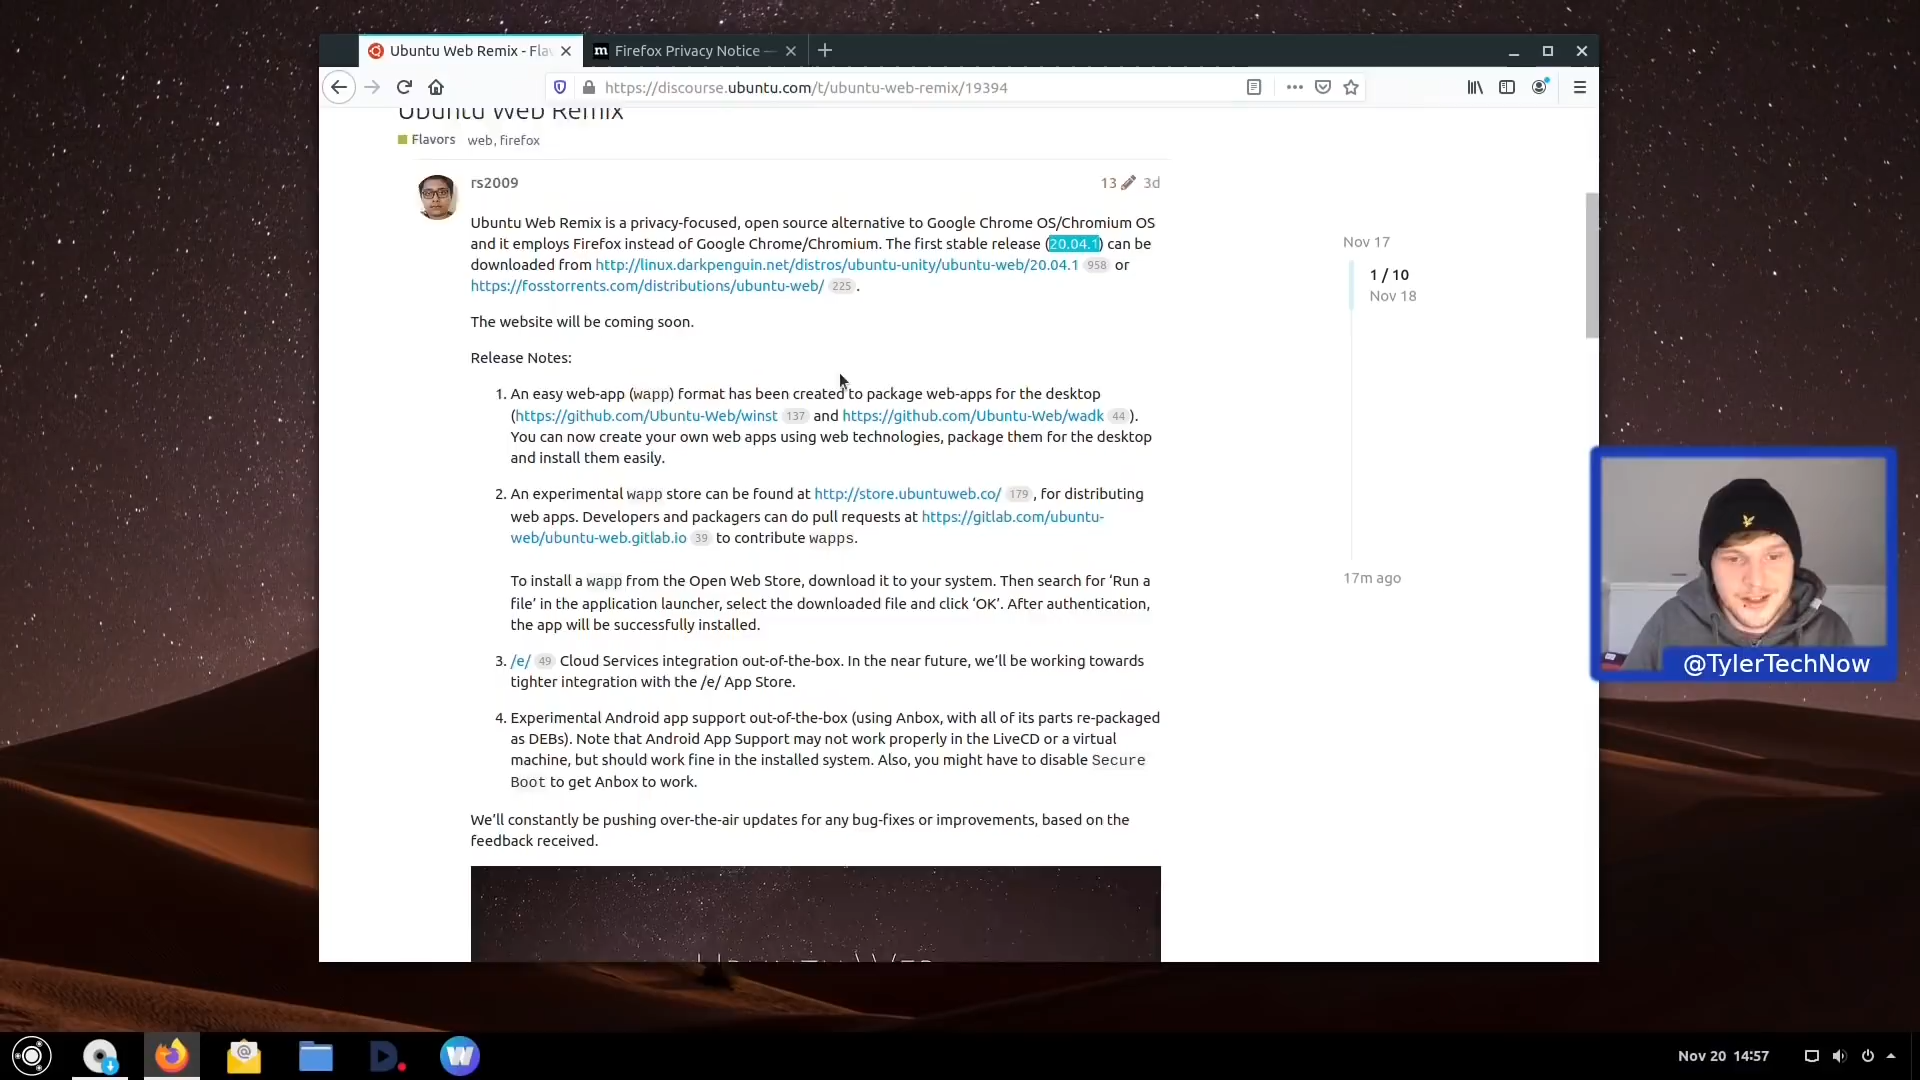 Ubuntu Web Remix - Fla
Firefox Privacy Notice —
https://discourse.ubuntu.com/t/ubuntu-web-remix/19394
Ubuntu Web Remix
Flavors web, firefox
rs2009
13 3d
Ubuntu Web Remix is a privacy-focused, open source alternative to Google Chrome OS/Chromium OS
and it employs Firefox instead of Google Chrome/Chromium. The first stable release (20.04.1) can be
downloaded from http://linux.darkpenguin.net/distros/ubuntu-unity/ubuntu-web/20.04.1 958 or
https://fosstorrents.com/distributions/ubuntu-web/ 225 .
The website will be coming soon.
Release Notes:
1. An easy web-app (wapp) format has been created to package web-apps for the desktop
(https://github.com/Ubuntu-Web/winst 137 and https://github.com/Ubuntu-Web/wadk 44 ).
You can now create your own web apps using web technologies, package them for the desktop
and install them easily.
2. An experimental wapp store can be found at http://store.ubuntuweb.co/ 179 , for distributing
web apps. Developers and packagers can do pull requests at https://gitlab.com/ubuntu-
web/ubuntu-web.gitlab.io 39 to contribute wapps.
To install a wapp from the Open Web Store, download it to your system. Then search for ‘Run a
file’ in the application launcher, select the downloaded file and click ‘OK’. After authentication,
the app will be successfully installed.
3. /e/ 49 Cloud Services integration out-of-the-box. In the near future, we’ll be working towards
tighter integration with the /e/ App Store.
4. Experimental Android app support out-of-the-box (using Anbox, with all of its parts re-packaged
as DEBs). Note that Android App Support may not work properly in the LiveCD or a virtual
machine, but should work fine in the installed system. Also, you might have to disable Secure
Boot to get Anbox to work.
We’ll constantly be pushing over-the-air updates for any bug-fixes or improvements, based on the
feedback received.
UBUNTU WEB
Nov 17
1 / 10
Nov 18
17m ago
@TylerTechNow
Nov 20 14:57